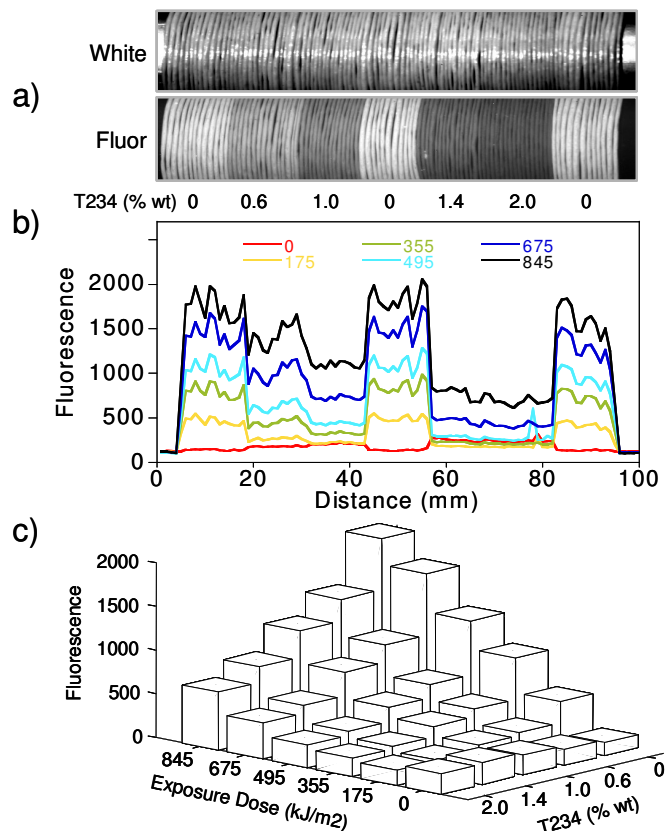 White
a)
Fluor
T234 (% wt) 0 0.6 1.0 0 1.4 2.0 0
b)
0 355 675
175 495 845
2000
1500
1000
500
0
Fluorescence
0 20 40 60 80 100
Distance (mm)
c)
2000
1500
1000
500
0
Fluorescence
845 675 495 355 175 0
Exposure Dose (kJ/m2)
2.0 1.4 1.0 0.6 0
T234 (% wt)